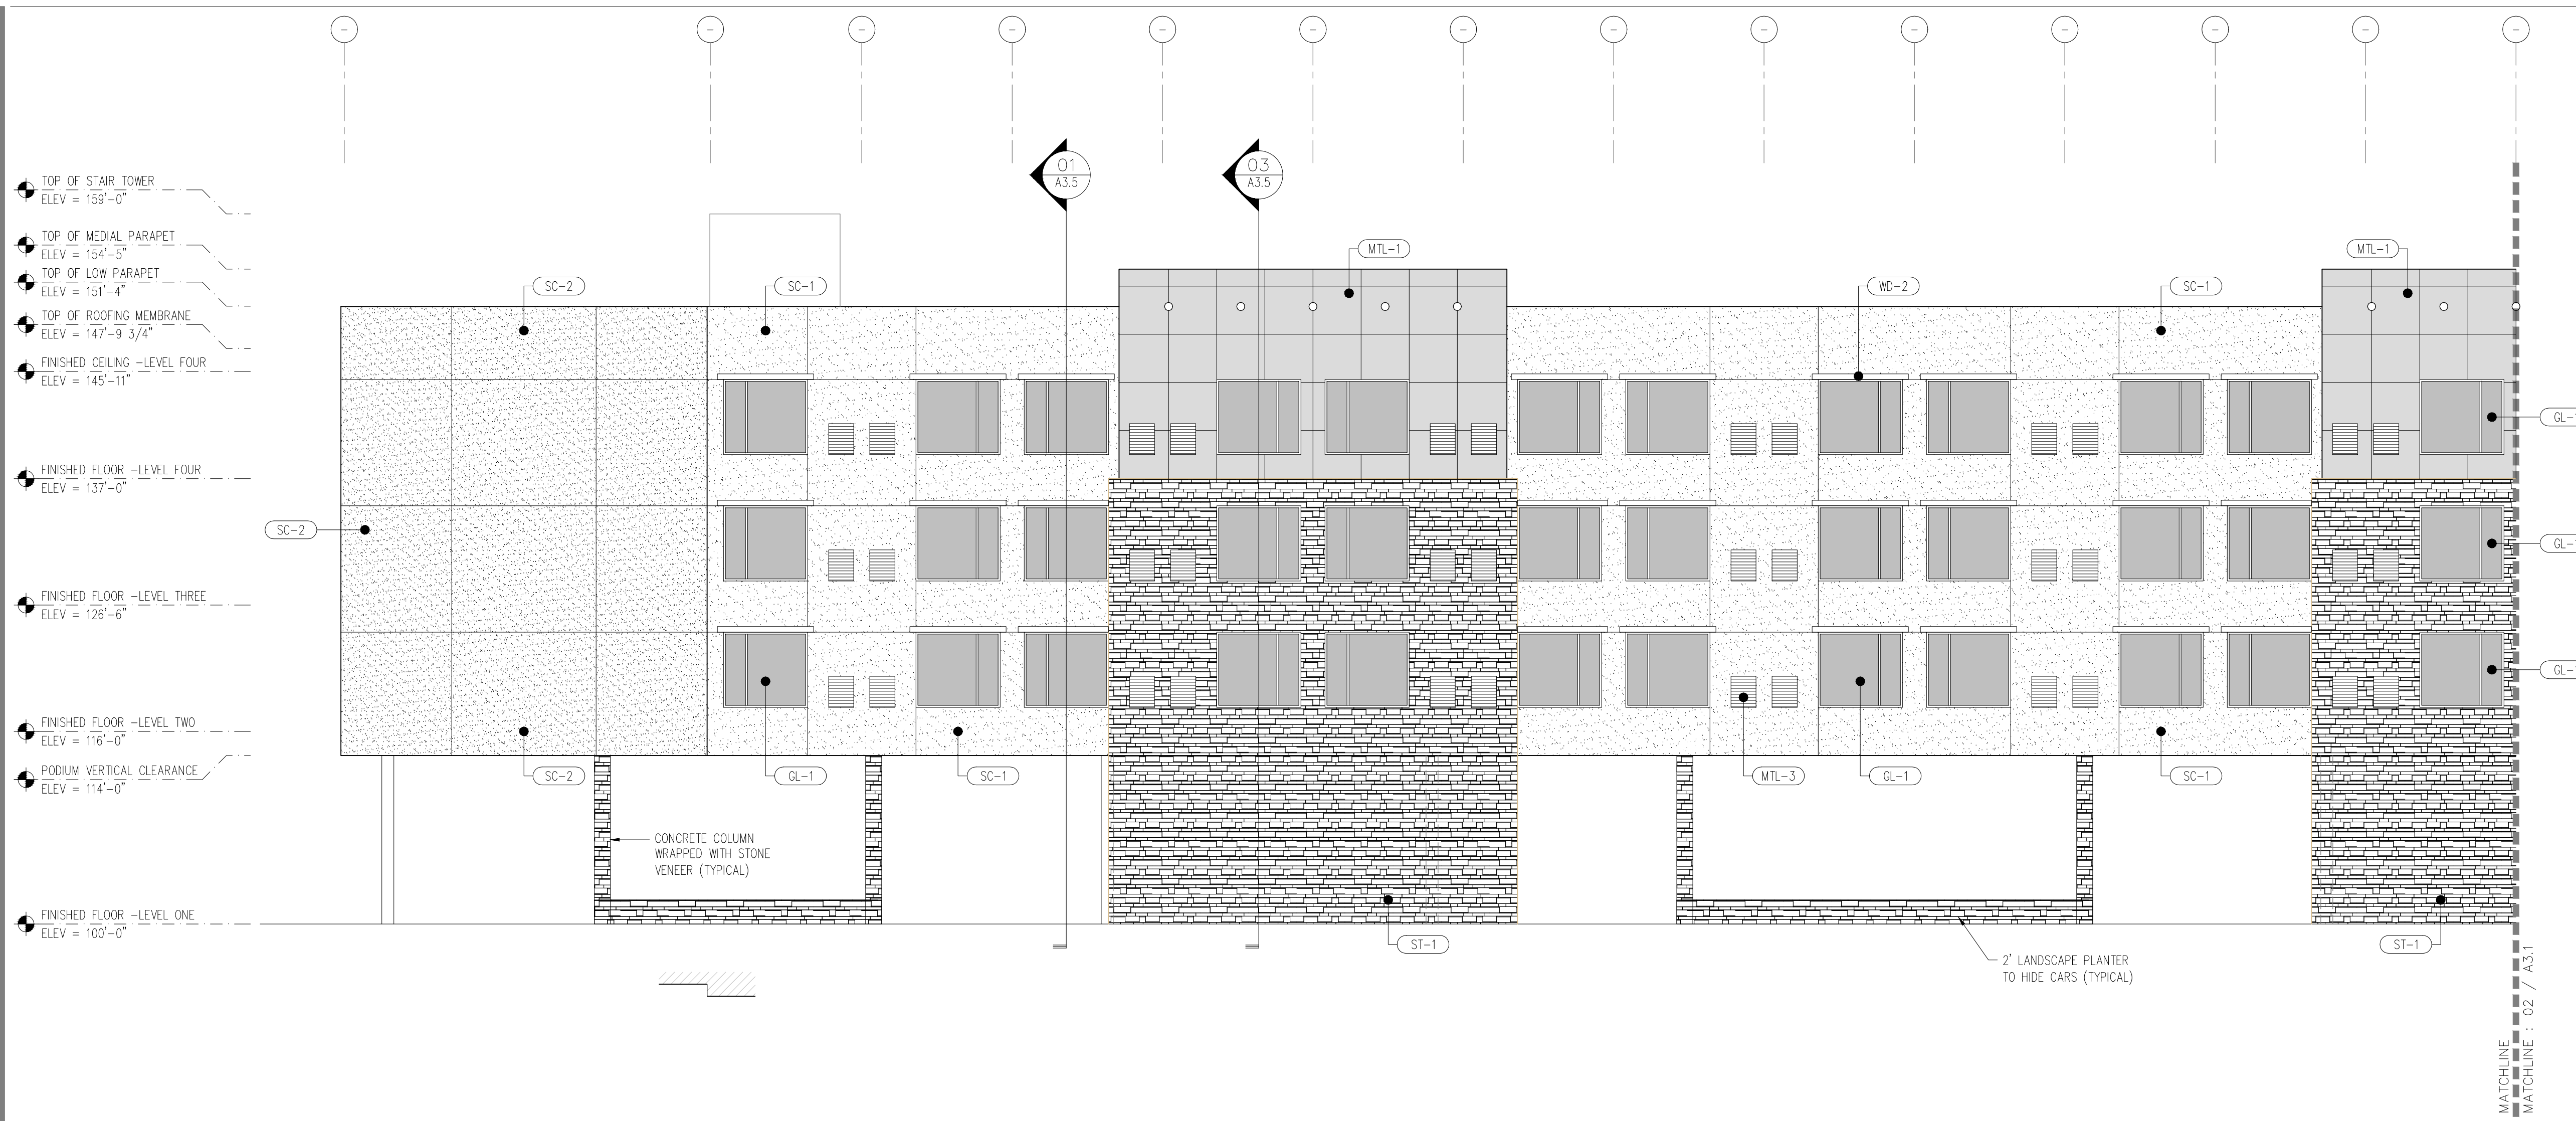 - - - - - - - - - - - - - -
01
A3.5
03
A3.5
TOP OF STAIR TOWER
ELEV = 159'-0"
TOP OF MEDIAL PARAPET
ELEV = 154'-5"
TOP OF LOW PARAPET
ELEV = 151'-4"
TOP OF ROOFING MEMBRANE
ELEV = 147'-9 3/4"
FINISHED CEILING -LEVEL FOUR
ELEV = 145'-11"
FINISHED FLOOR -LEVEL FOUR
ELEV = 137'-0"
FINISHED FLOOR -LEVEL THREE
ELEV = 126'-6"
FINISHED FLOOR -LEVEL TWO
ELEV = 116'-0"
PODIUM VERTICAL CLEARANCE
ELEV = 114'-0"
FINISHED FLOOR -LEVEL ONE
ELEV = 100'-0"
MTL-1
MTL-1
SC-2
SC-1
WD-2
SC-1
GL-1
SC-2
GL-1
GL-1
SC-2
GL-1
SC-1
MTL-3
GL-1
SC-1
CONCRETE COLUMN
WRAPPED WITH STONE
VENEER (TYPICAL)
ST-1
ST-1
2' LANDSCAPE PLANTER
TO HIDE CARS (TYPICAL)
MATCHLINE
MATCHLINE : 02 / A3.1